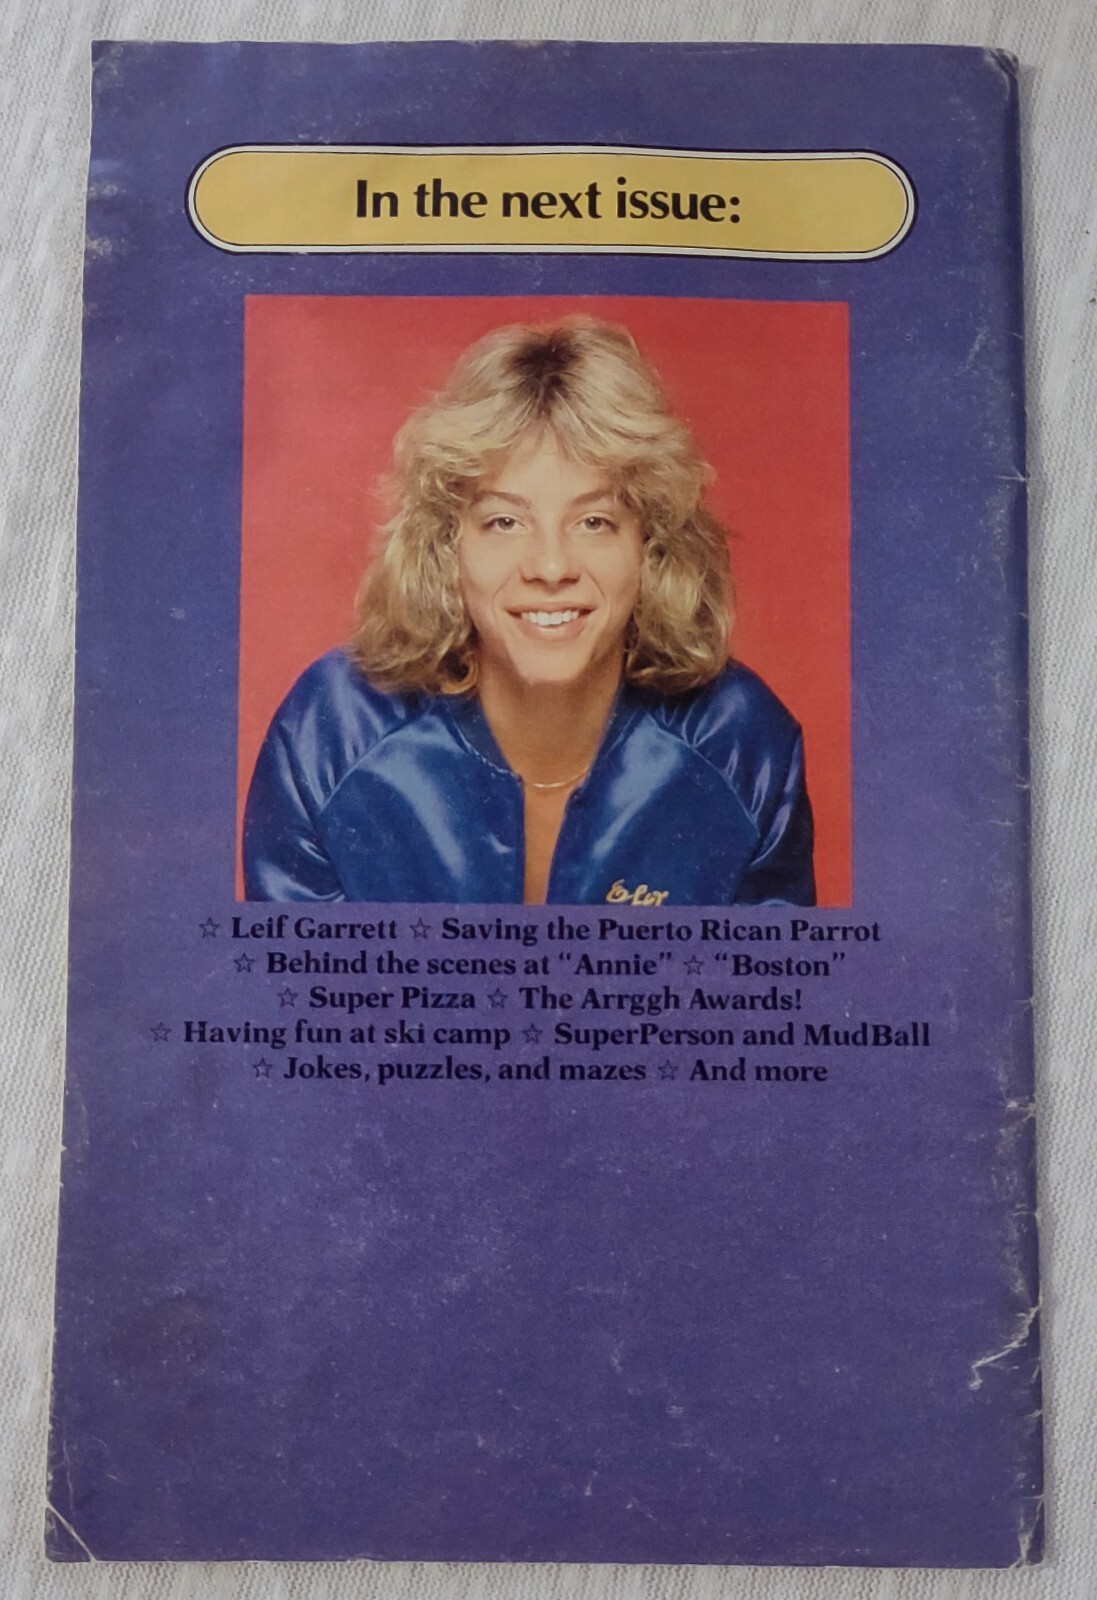 In the next issue:
☆ Leif Garrett ☆ Saving the Puerto Rican Parrot
☆ Behind the scenes at “Annie” ☆ “Boston”
☆ Super Pizza ☆ The Arrggh Awards!
☆ Having fun at ski camp ☆ SuperPerson and MudBall
☆ Jokes, puzzles, and mazes ☆ And more